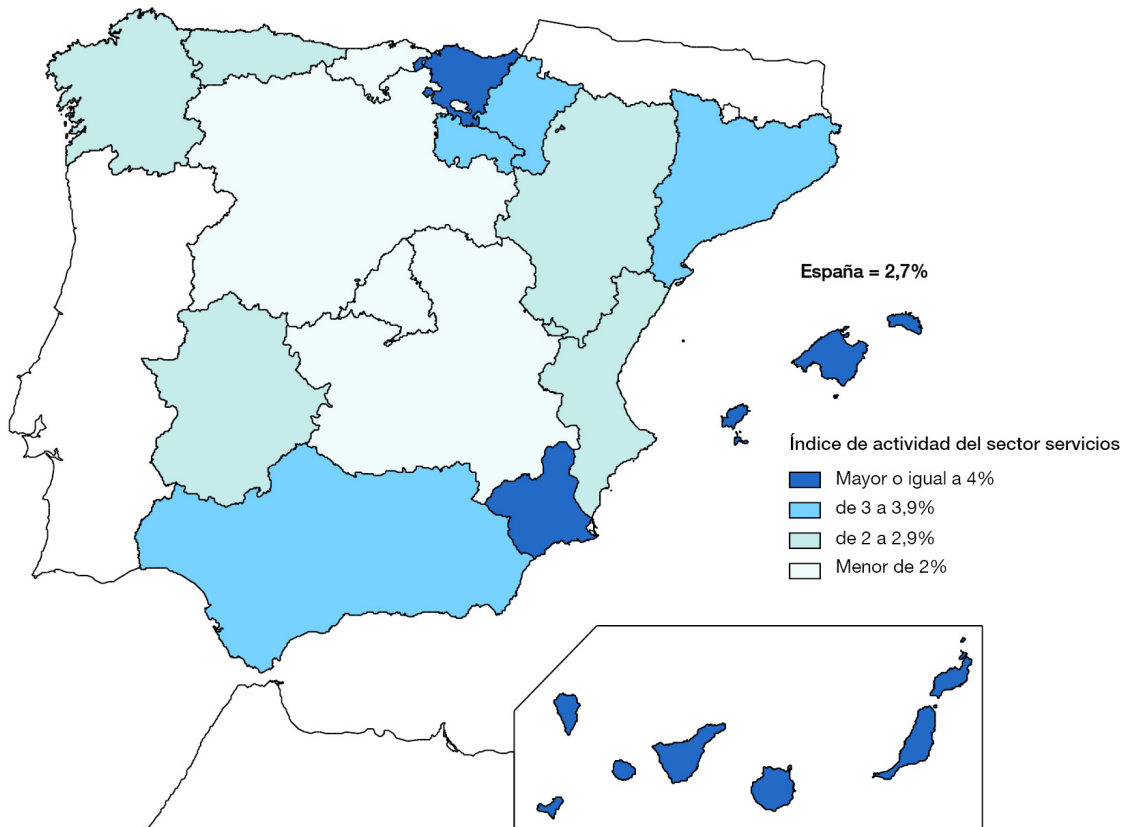 España = 2,7%
Índice de actividad del sector servicios
Mayor o igual a 4%
de 3 a 3,9%
de 2 a 2,9%
Menor de 2%